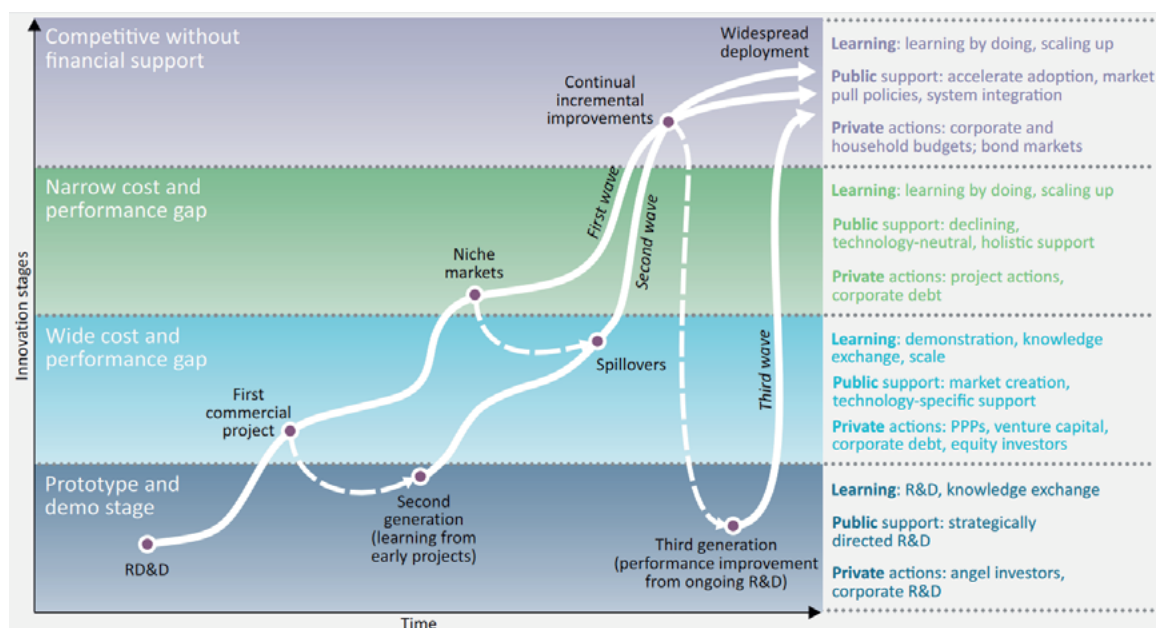 Competitive without
financial support
Widespread
deployment
Continual
incremental
improvements
Learning: learning by doing, scaling up
Public support: accelerate adoption, market
pull policies, system integration
Private actions: corporate and
household budgets; bond markets
Narrow cost and
performance gap
First wave
Second wave
Niche
markets
Learning: learning by doing, scaling up
Public support: declining,
technology-neutral, holistic support
Private actions: project actions,
corporate debt
Innovation stages
Wide cost and
performance gap
Spillovers
Third wave
First
commercial
project
Learning: demonstration, knowledge
exchange, scale
Public support: market creation,
technology-specific support
Private actions: PPPs, venture capital,
corporate debt, equity investors
Prototype and
demo stage
RD&D
Second
generation
(learning from
early projects)
Third generation
(performance improvement
from ongoing R&D)
Learning: R&D, knowledge exchange
Public support: strategically
directed R&D
Private actions: angel investors,
corporate R&D
Time